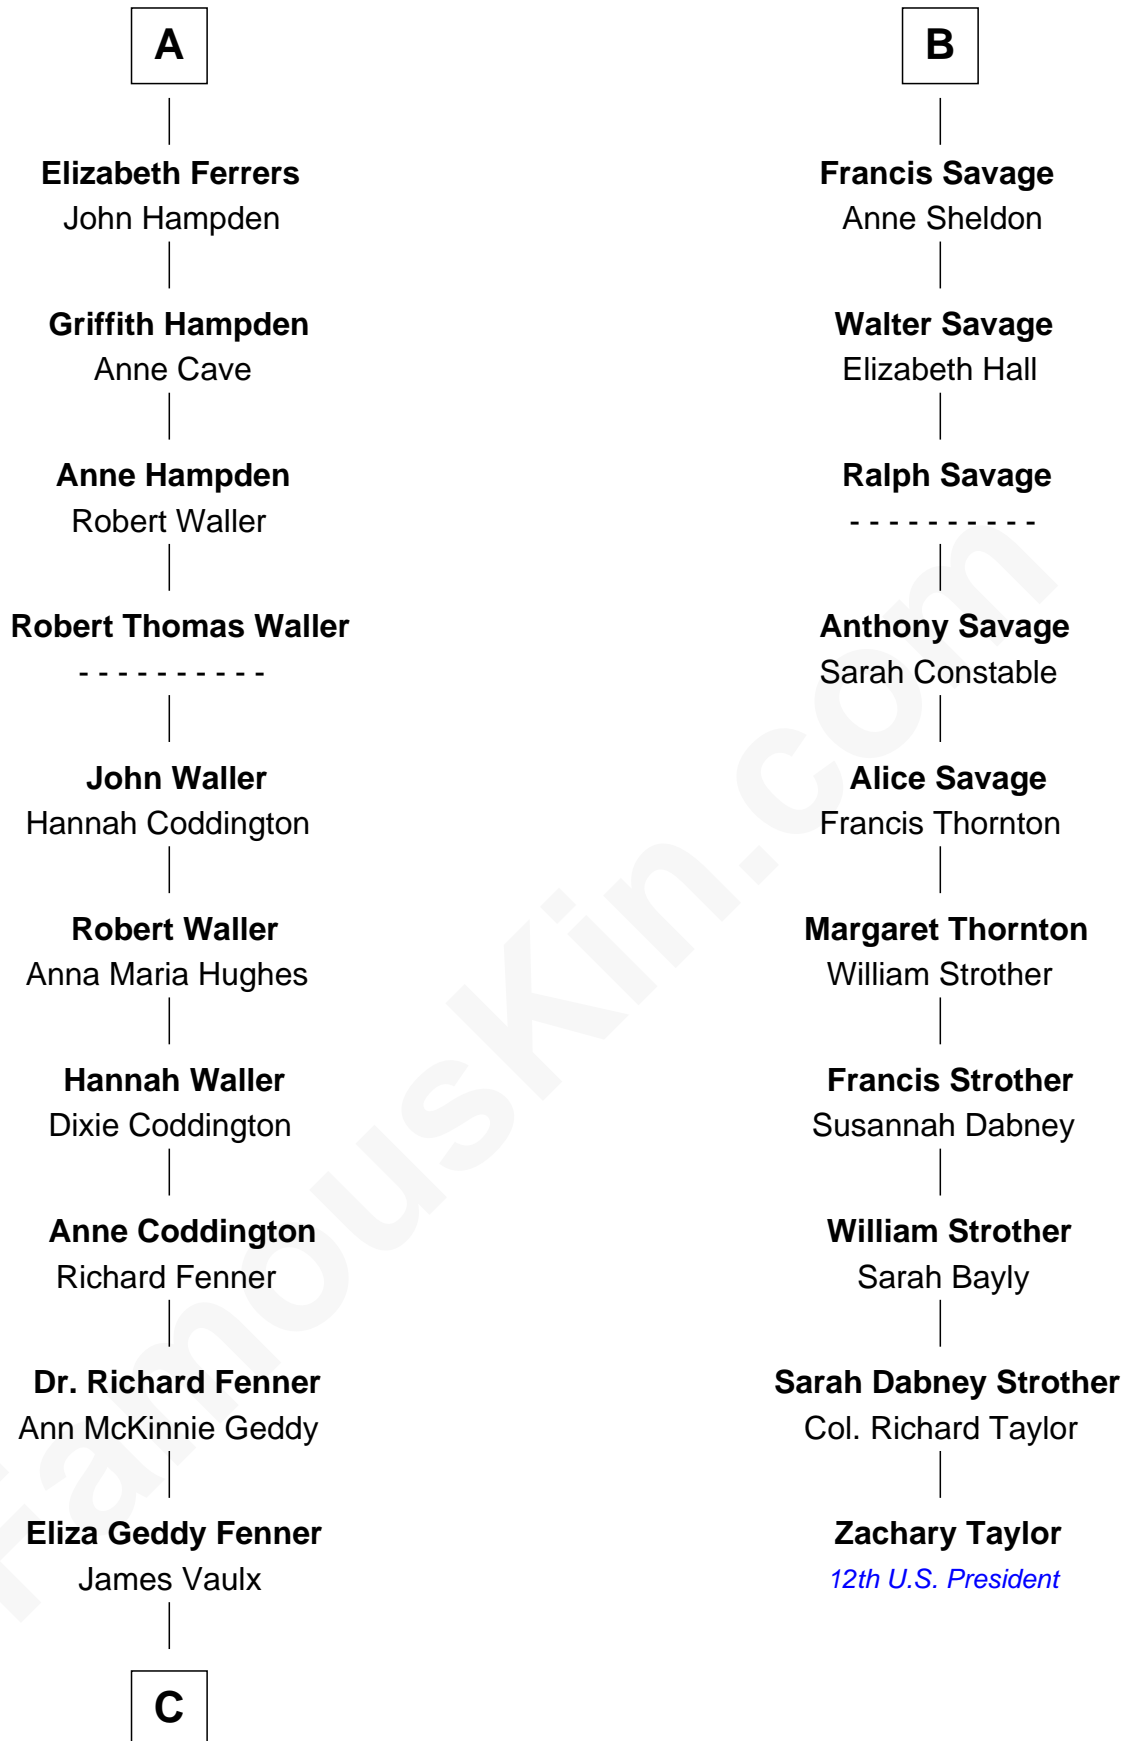 A
Elizabeth Ferrers
John Hampden
Griffith Hampden
Anne Cave
Anne Hampden
Robert Waller
Robert Thomas Waller
- - - - - - - - - -
John Waller
Hannah Coddington
Robert Waller
Anna Maria Hughes
Hannah Waller
Dixie Coddington
Anne Coddington
Richard Fenner
Dr. Richard Fenner
Ann McKinnie Geddy
Eliza Geddy Fenner
James Vaulx
C
B
Francis Savage
Anne Sheldon
Walter Savage
Elizabeth Hall
Ralph Savage
- - - - - - - - - -
Anthony Savage
Sarah Constable
Alice Savage
Francis Thornton
Margaret Thornton
William Strother
Francis Strother
Susannah Dabney
William Strother
Sarah Bayly
Sarah Dabney Strother
Col. Richard Taylor
Zachary Taylor
12th U.S. President
FamousKin.com